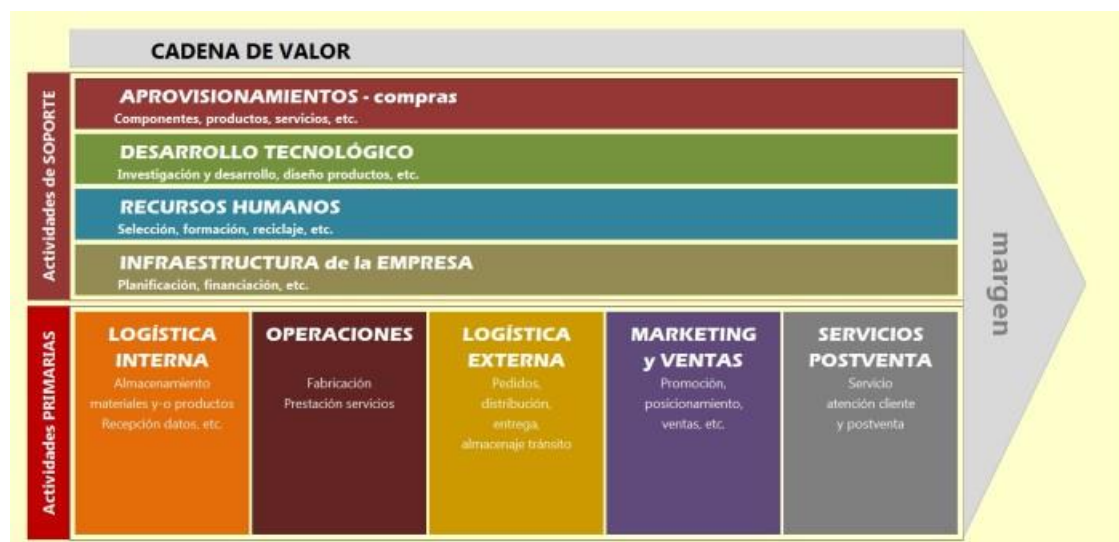 CADENA DE VALOR
Actividades de SOPORTE
APROVISIONAMIENTOS - compras
Componentes, productos, servicios, etc.
DESARROLLO TECNOLÓGICO
Investigación y desarrollo, diseño productos, etc.
RECURSOS HUMANOS
Selección, formación, reciclaje, etc.
INFRAESTRUCTURA de la EMPRESA
Planificación, financiación, etc.
Actividades PRIMARIAS
LOGÍSTICA
INTERNA
Almacenamiento
materiales y-o productos
Recepción datos, etc.
OPERACIONES
Fabricación
Prestación servicios
LOGÍSTICA
EXTERNA
Pedidos,
distribución,
entrega,
almacenaje tránsito
MARKETING
y VENTAS
Promoción,
posicionamiento,
ventas, etc.
SERVICIOS
POSTVENTA
Servicio
atención cliente
y postventa
margen